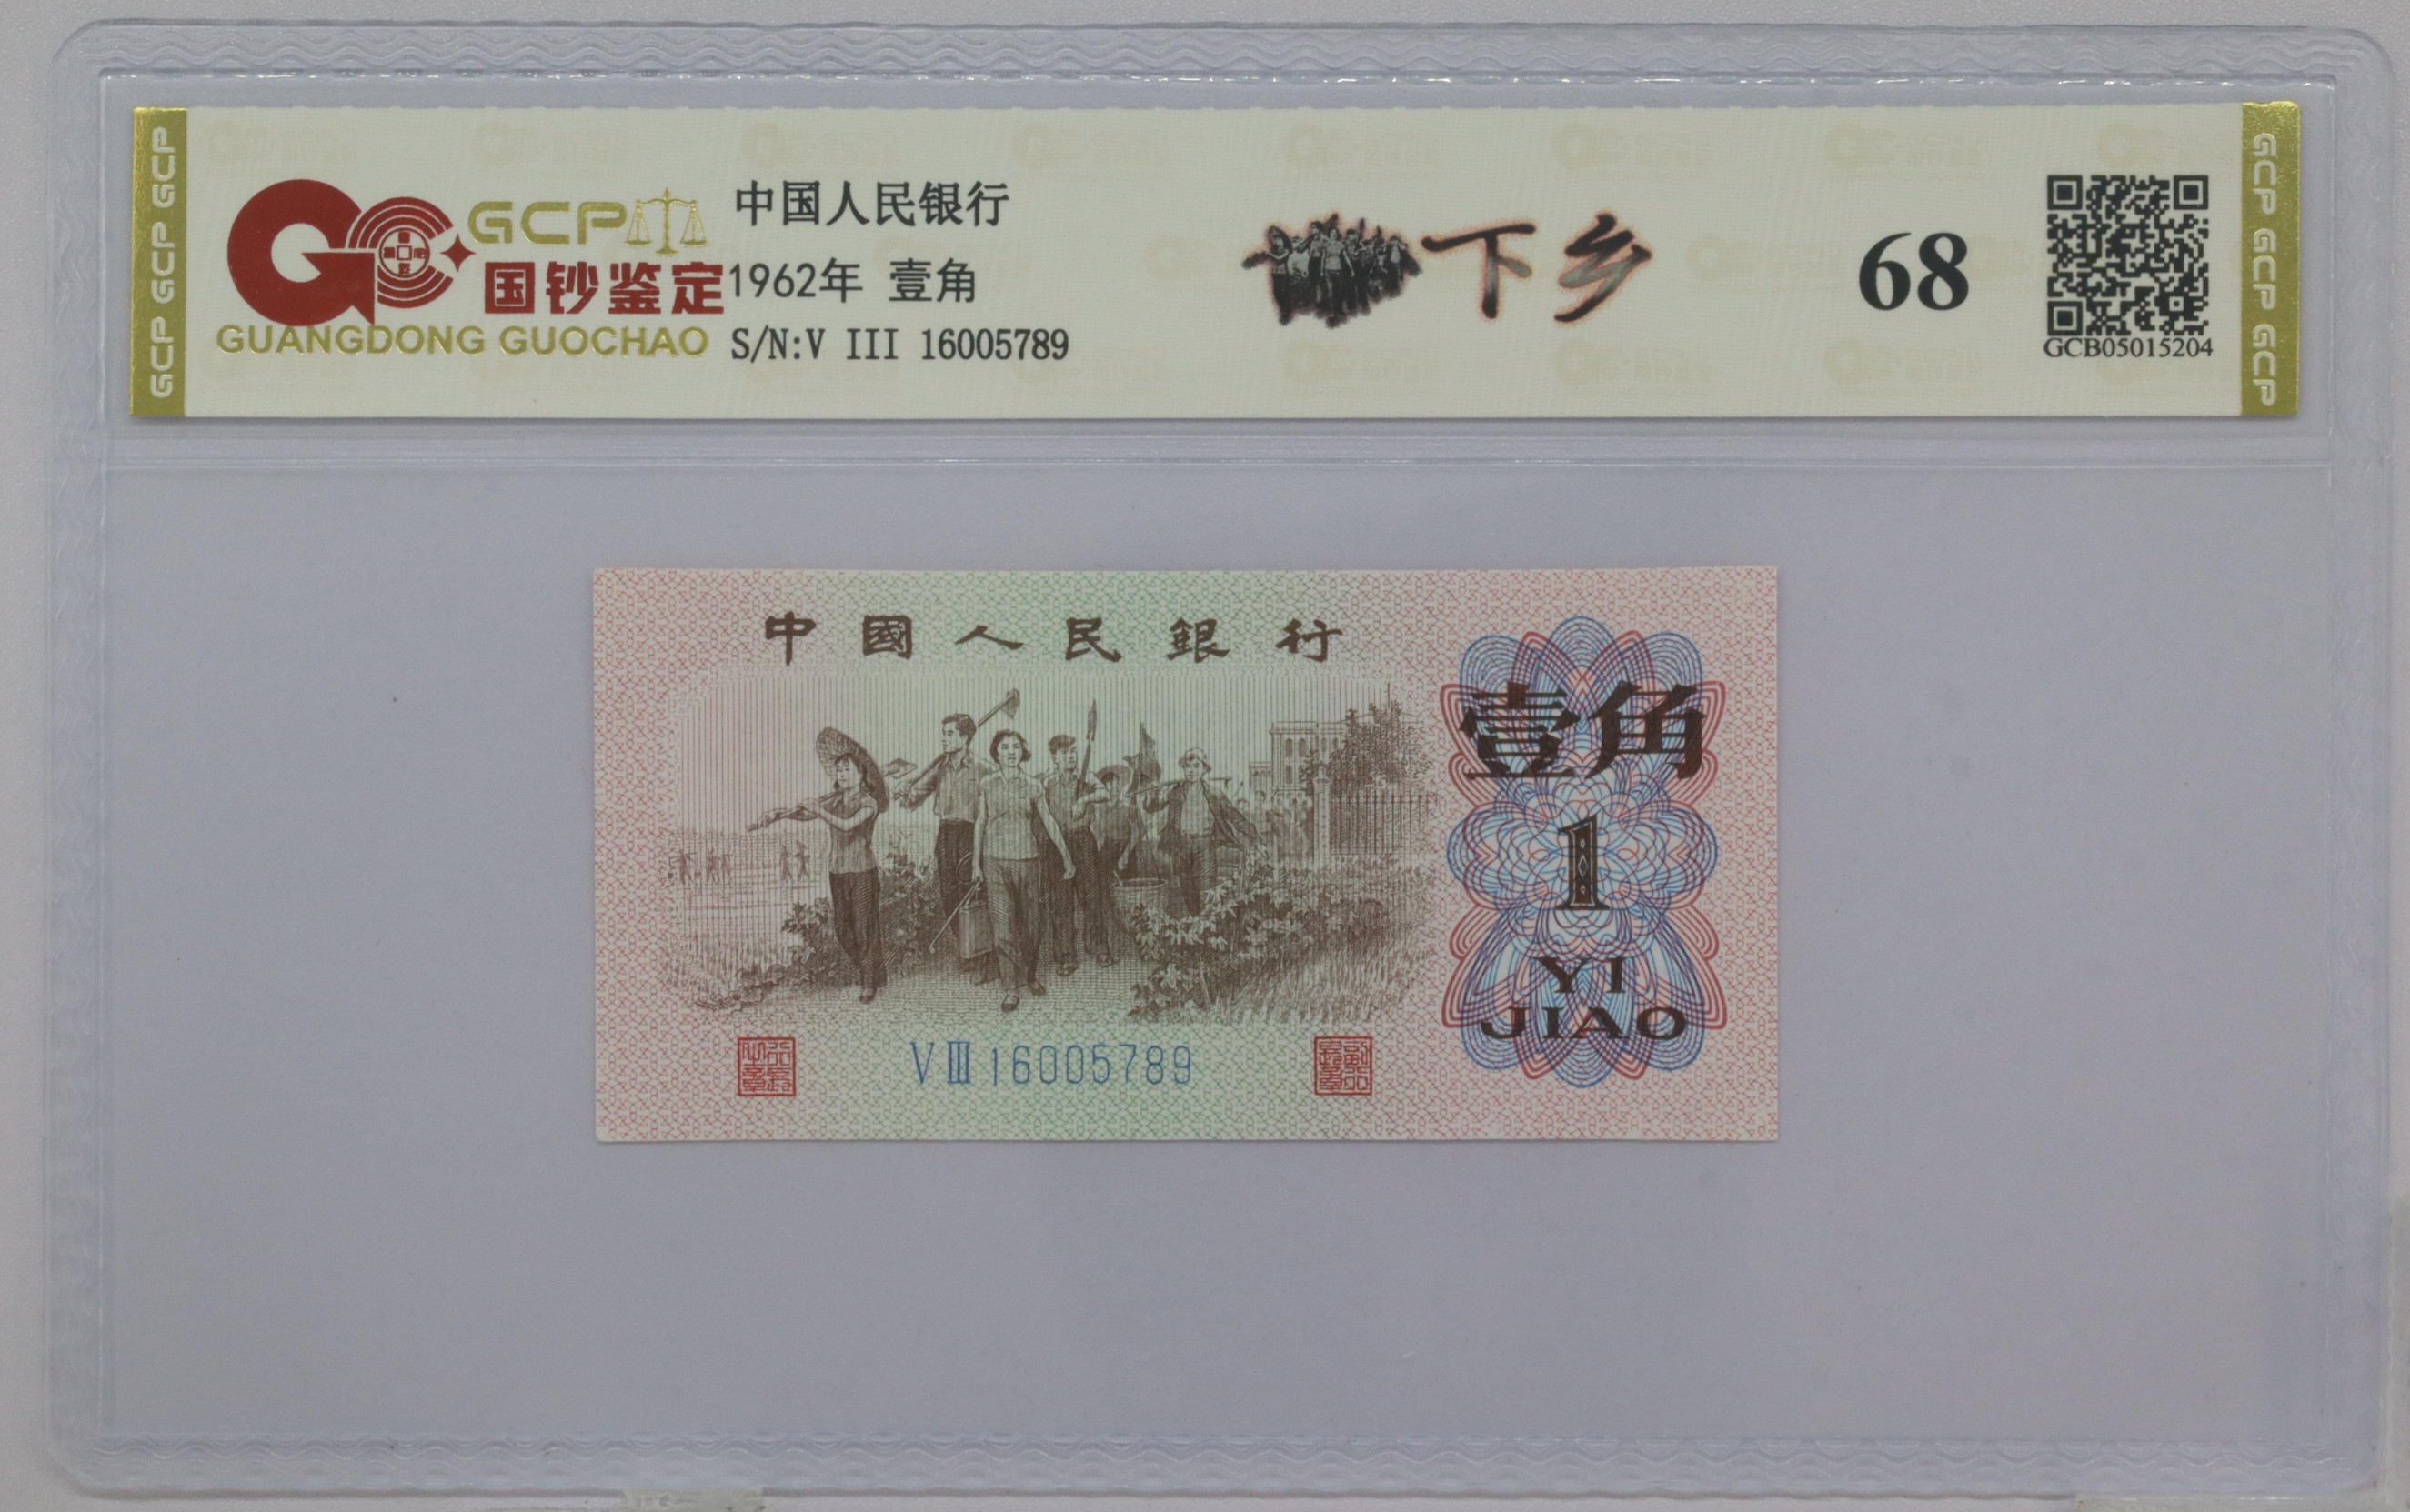 GCP GCP GCP
GCP
国钞鉴定
GUANGDONG GUOCHAO
中国人民银行
1962年 壹角
S/N:V III 16005789
下乡
68
GCB05015204
GCP GCP GCP
中國人民銀行
壹角
1
YI
JIAO
V III 16005789